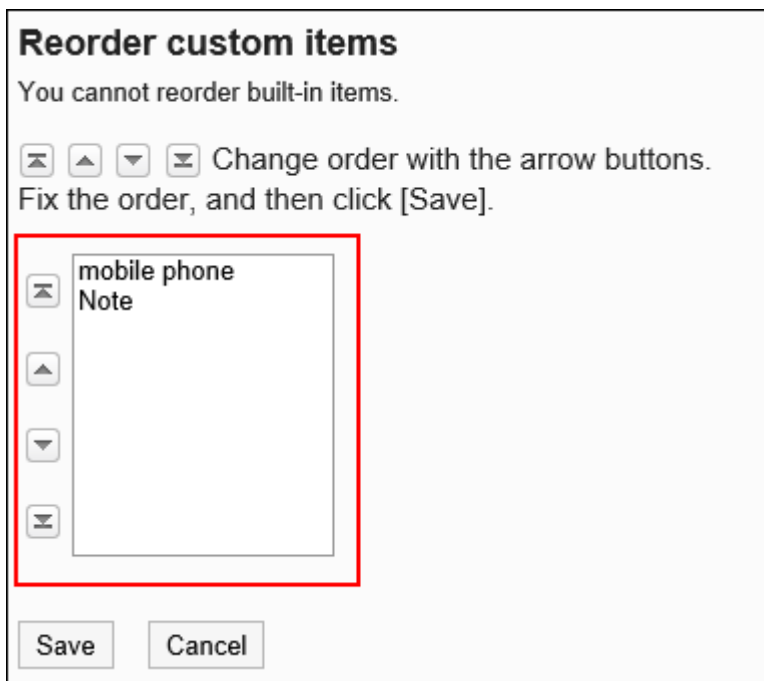 Reorder custom items
You cannot reorder built-in items.
Change order with the arrow buttons.
Fix the order, and then click [Save].
mobile phone
Note
Save Cancel